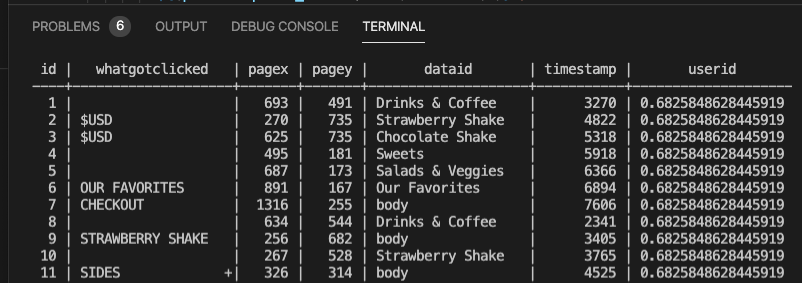 PROBLEMS 6 OUTPUT DEBUG CONSOLE TERMINAL
id | whatgotclicked | pagex | pagey | dataid | timestamp | userid
----+--------------------+-------+-------+--------------------+-----------+--------------------
1 | | 693 | 491 | Drinks & Coffee | 3270 | 0.6825848628445919
2 | $USD | 270 | 735 | Strawberry Shake | 4822 | 0.6825848628445919
3 | $USD | 625 | 735 | Chocolate Shake | 5318 | 0.6825848628445919
4 | | 495 | 181 | Sweets | 5918 | 0.6825848628445919
5 | | 687 | 173 | Salads & Veggies | 6366 | 0.6825848628445919
6 | OUR FAVORITES | 891 | 167 | Our Favorites | 6894 | 0.6825848628445919
7 | CHECKOUT | 1316 | 255 | body | 7606 | 0.6825848628445919
8 | | 634 | 544 | Drinks & Coffee | 2341 | 0.6825848628445919
9 | STRAWBERRY SHAKE | 256 | 682 | body | 3405 | 0.6825848628445919
10 | | 267 | 528 | Strawberry Shake | 3765 | 0.6825848628445919
11 | SIDES +| 326 | 314 | body | 4525 | 0.6825848628445919